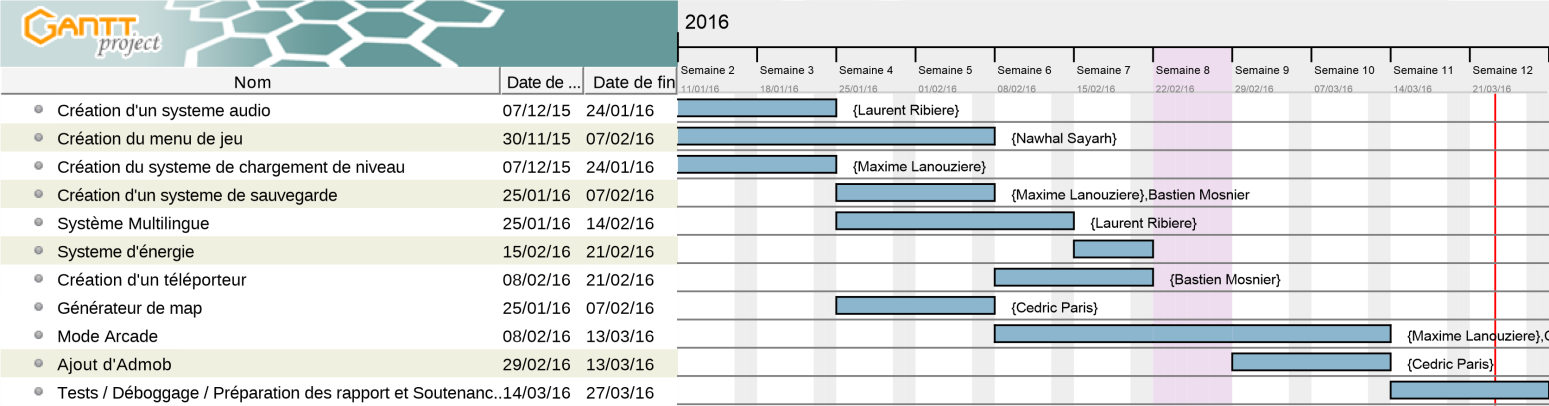 GANTT project
2016
Nom Date de ... Date de fin
Semaine 2 Semaine 3 Semaine 4 Semaine 5 Semaine 6 Semaine 7 Semaine 8 Semaine 9 Semaine 10 Semaine 11 Semaine 12
11/01/16 18/01/16 25/01/16 01/02/16 08/02/16 15/02/16 22/02/16 29/02/16 07/03/16 14/03/16 21/03/16
Création d'un systeme audio 07/12/15 24/01/16 {Laurent Ribiere}
Création du menu de jeu 30/11/15 07/02/16 {Nawhal Sayarh}
Création du systeme de chargement de niveau 07/12/15 24/01/16 {Maxime Lanouziere}
Création d'un systeme de sauvegarde 25/01/16 07/02/16 {Maxime Lanouziere},Bastien Mosnier
Système Multilingue 25/01/16 14/02/16 {Laurent Ribiere}
Systeme d'énergie 15/02/16 21/02/16
Création d'un téléporteur 08/02/16 21/02/16 {Bastien Mosnier}
Générateur de map 25/01/16 07/02/16 {Cedric Paris}
Mode Arcade 08/02/16 13/03/16 {Maxime Lanouziere},
Ajout d'Admob 29/02/16 13/03/16 {Cedric Paris}
Tests / Déboggage / Préparation des rapport et Soutenanc.. 14/03/16 27/03/16